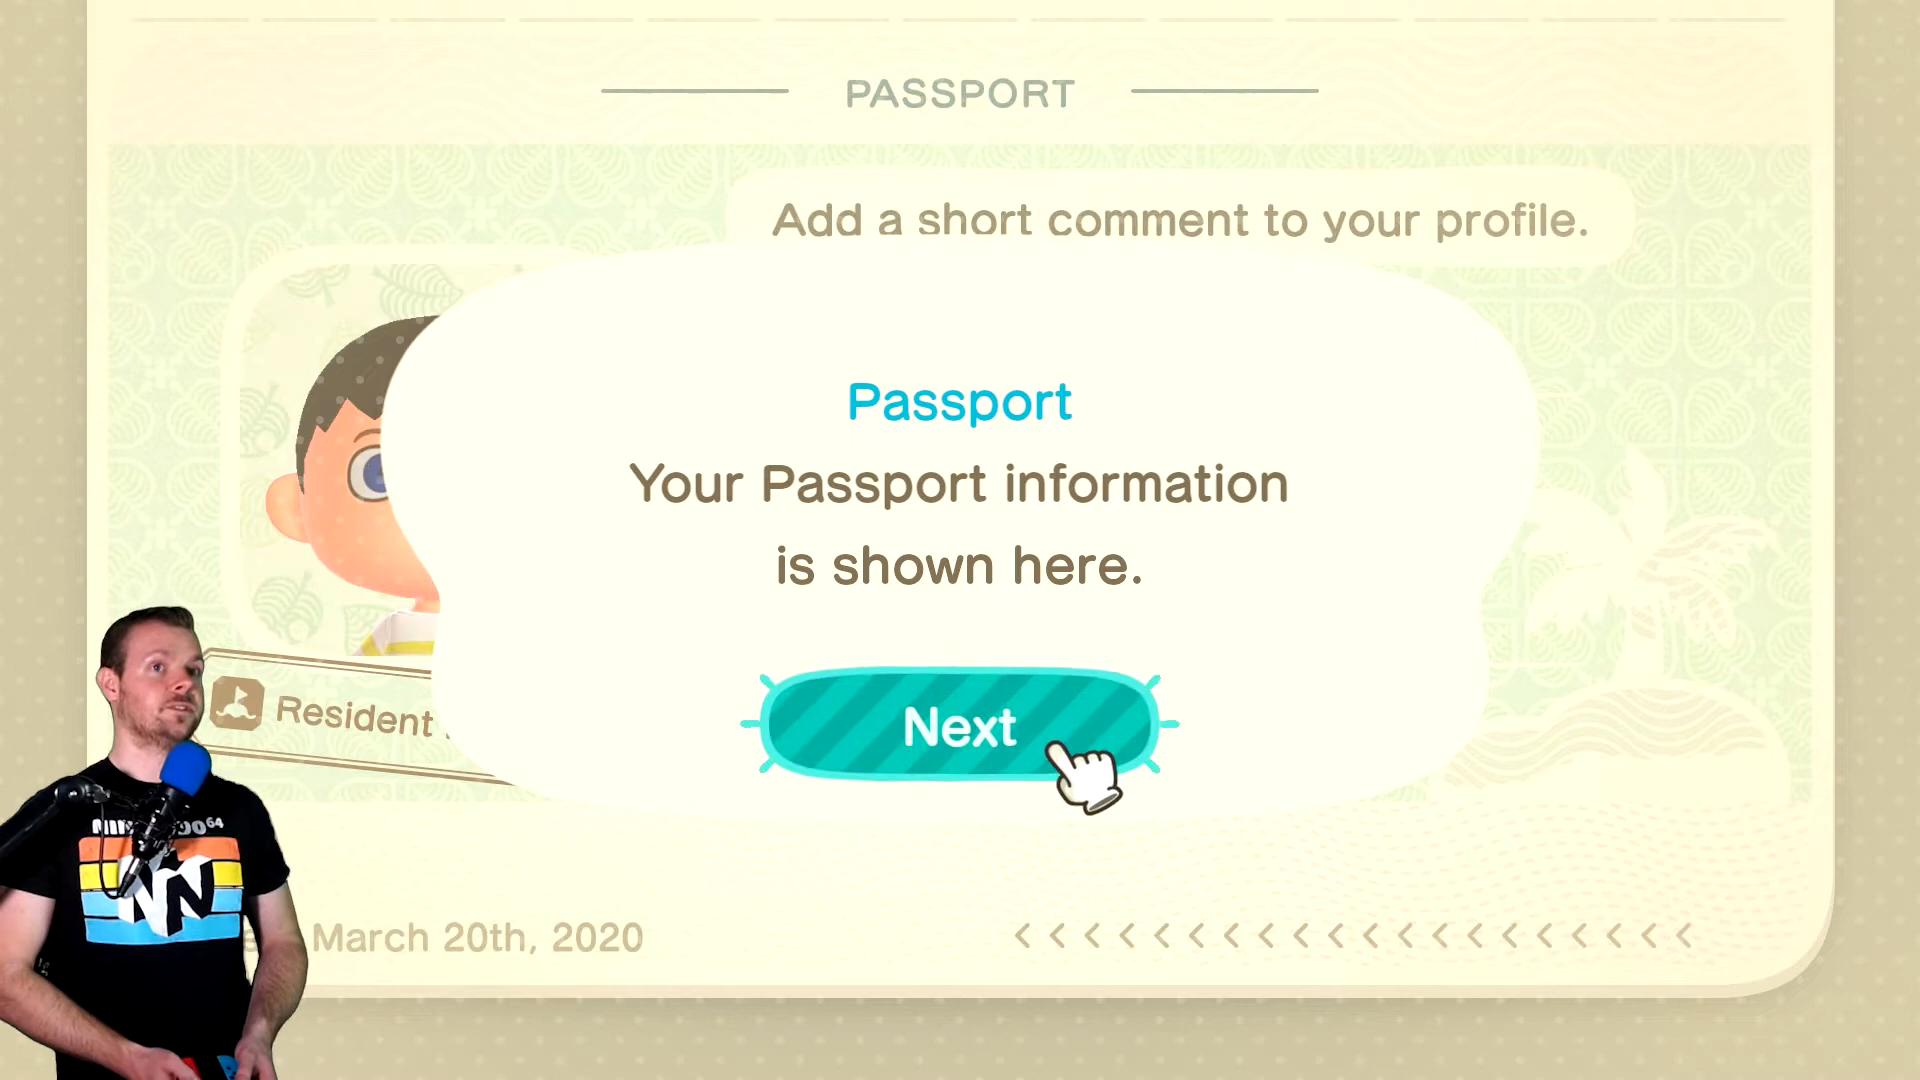 PASSPORT
Add a short comment to your profile.
Passport
Your Passport information
is shown here.
Next
Resident
64
March 20th, 2020